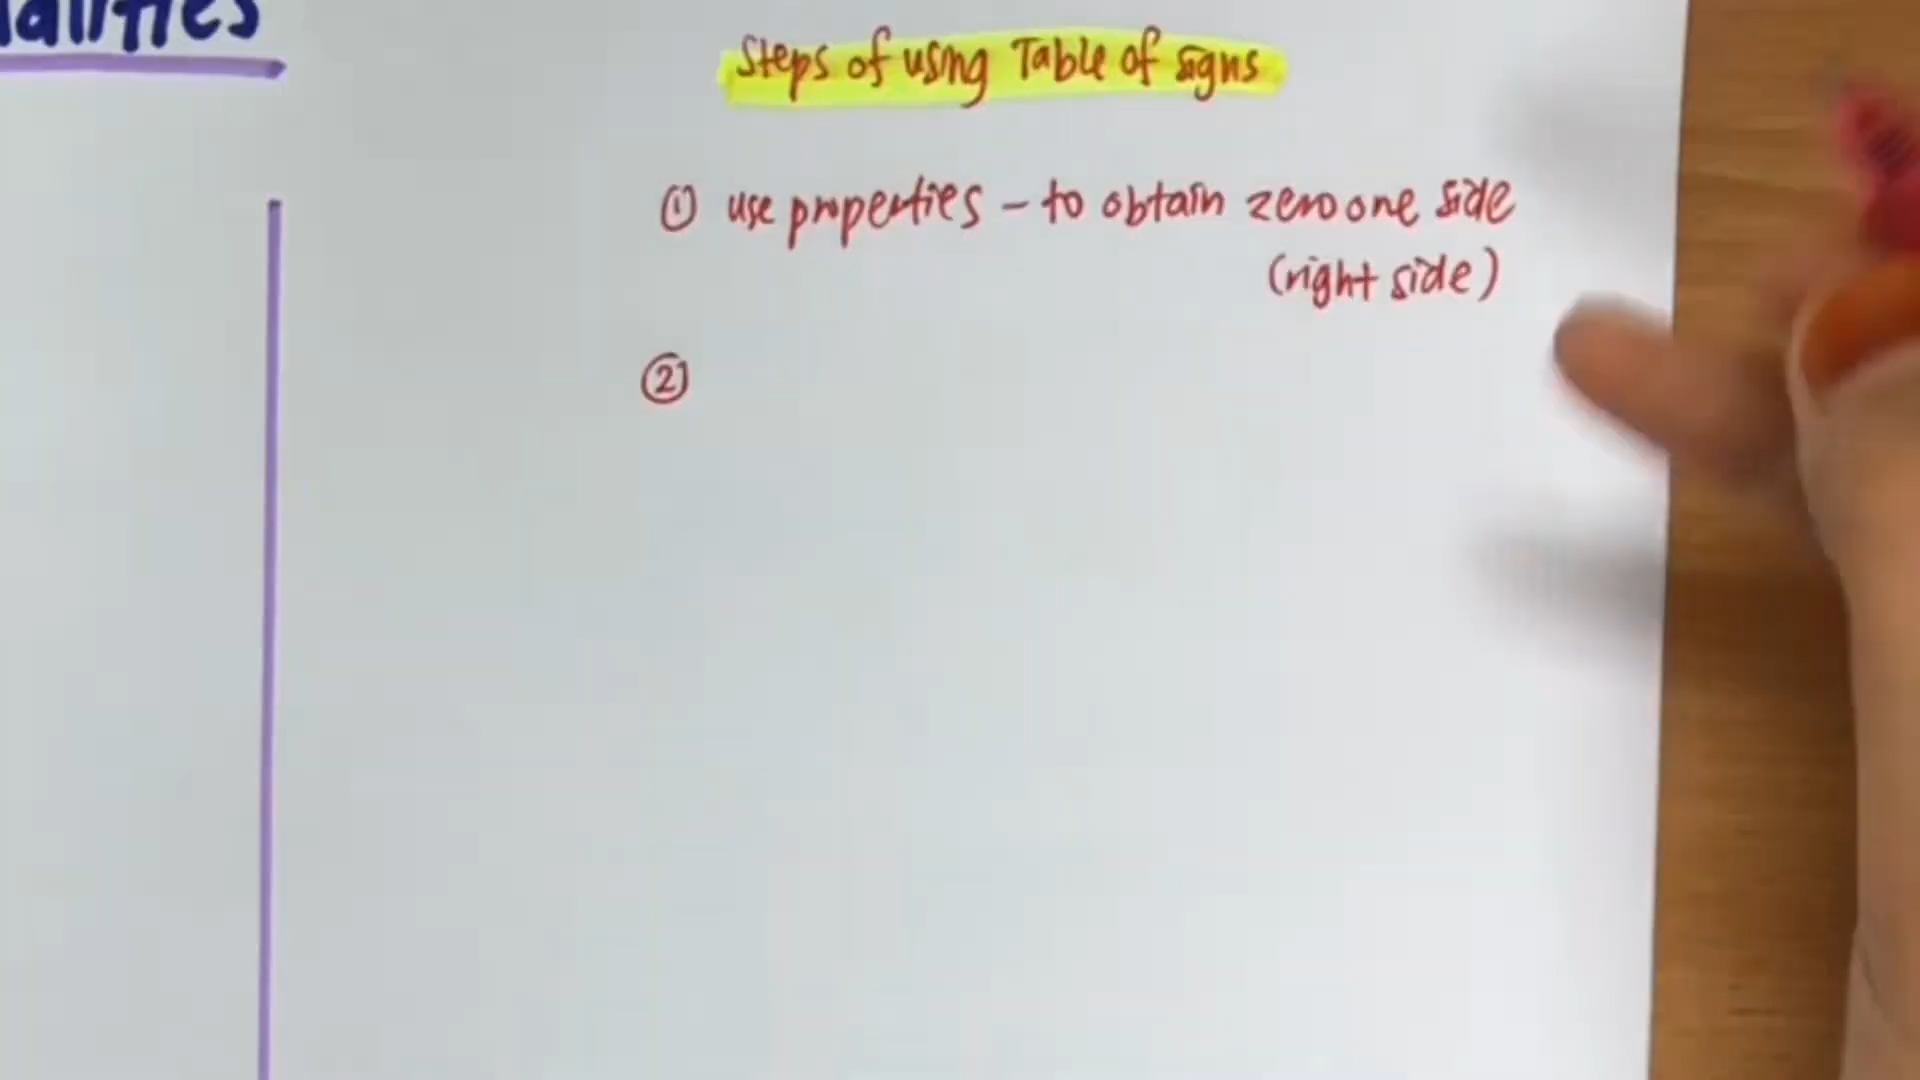 Steps of using Table of signs
① use properties - to obtain zero one side
(right side)
②